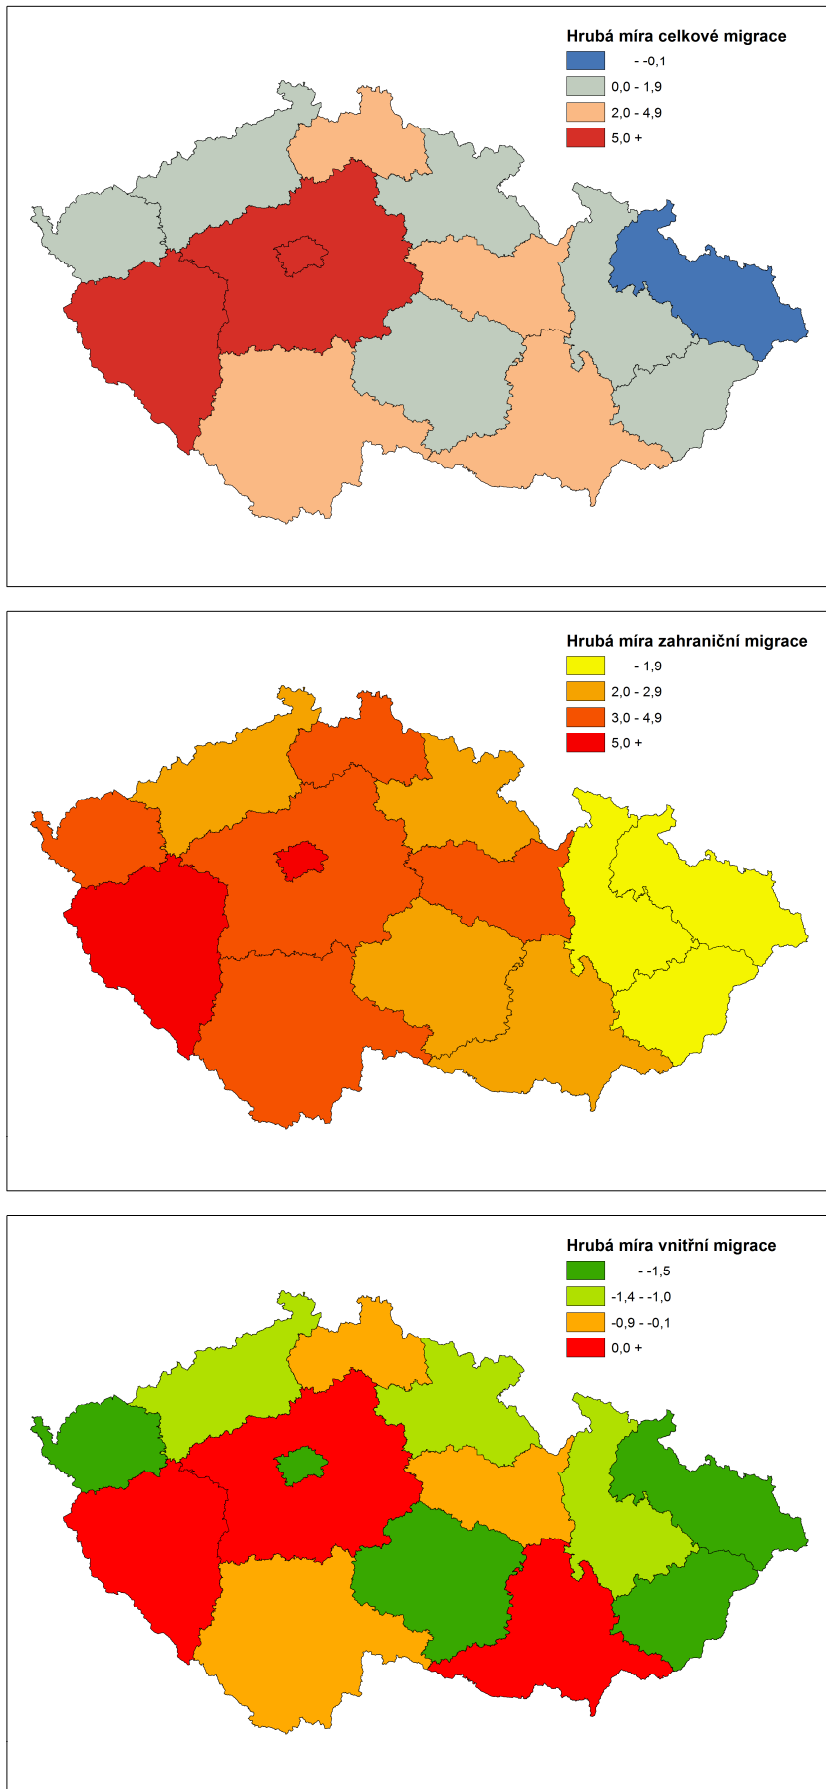 Hrubá míra celkové migrace
- -0,1
0,0 - 1,9
2,0 - 4,9
5,0 +
Hrubá míra zahraniční migrace
- 1,9
2,0 - 2,9
3,0 - 4,9
5,0 +
Hrubá míra vnitřní migrace
- -1,5
-1,4 - -1,0
-0,9 - -0,1
0,0 +